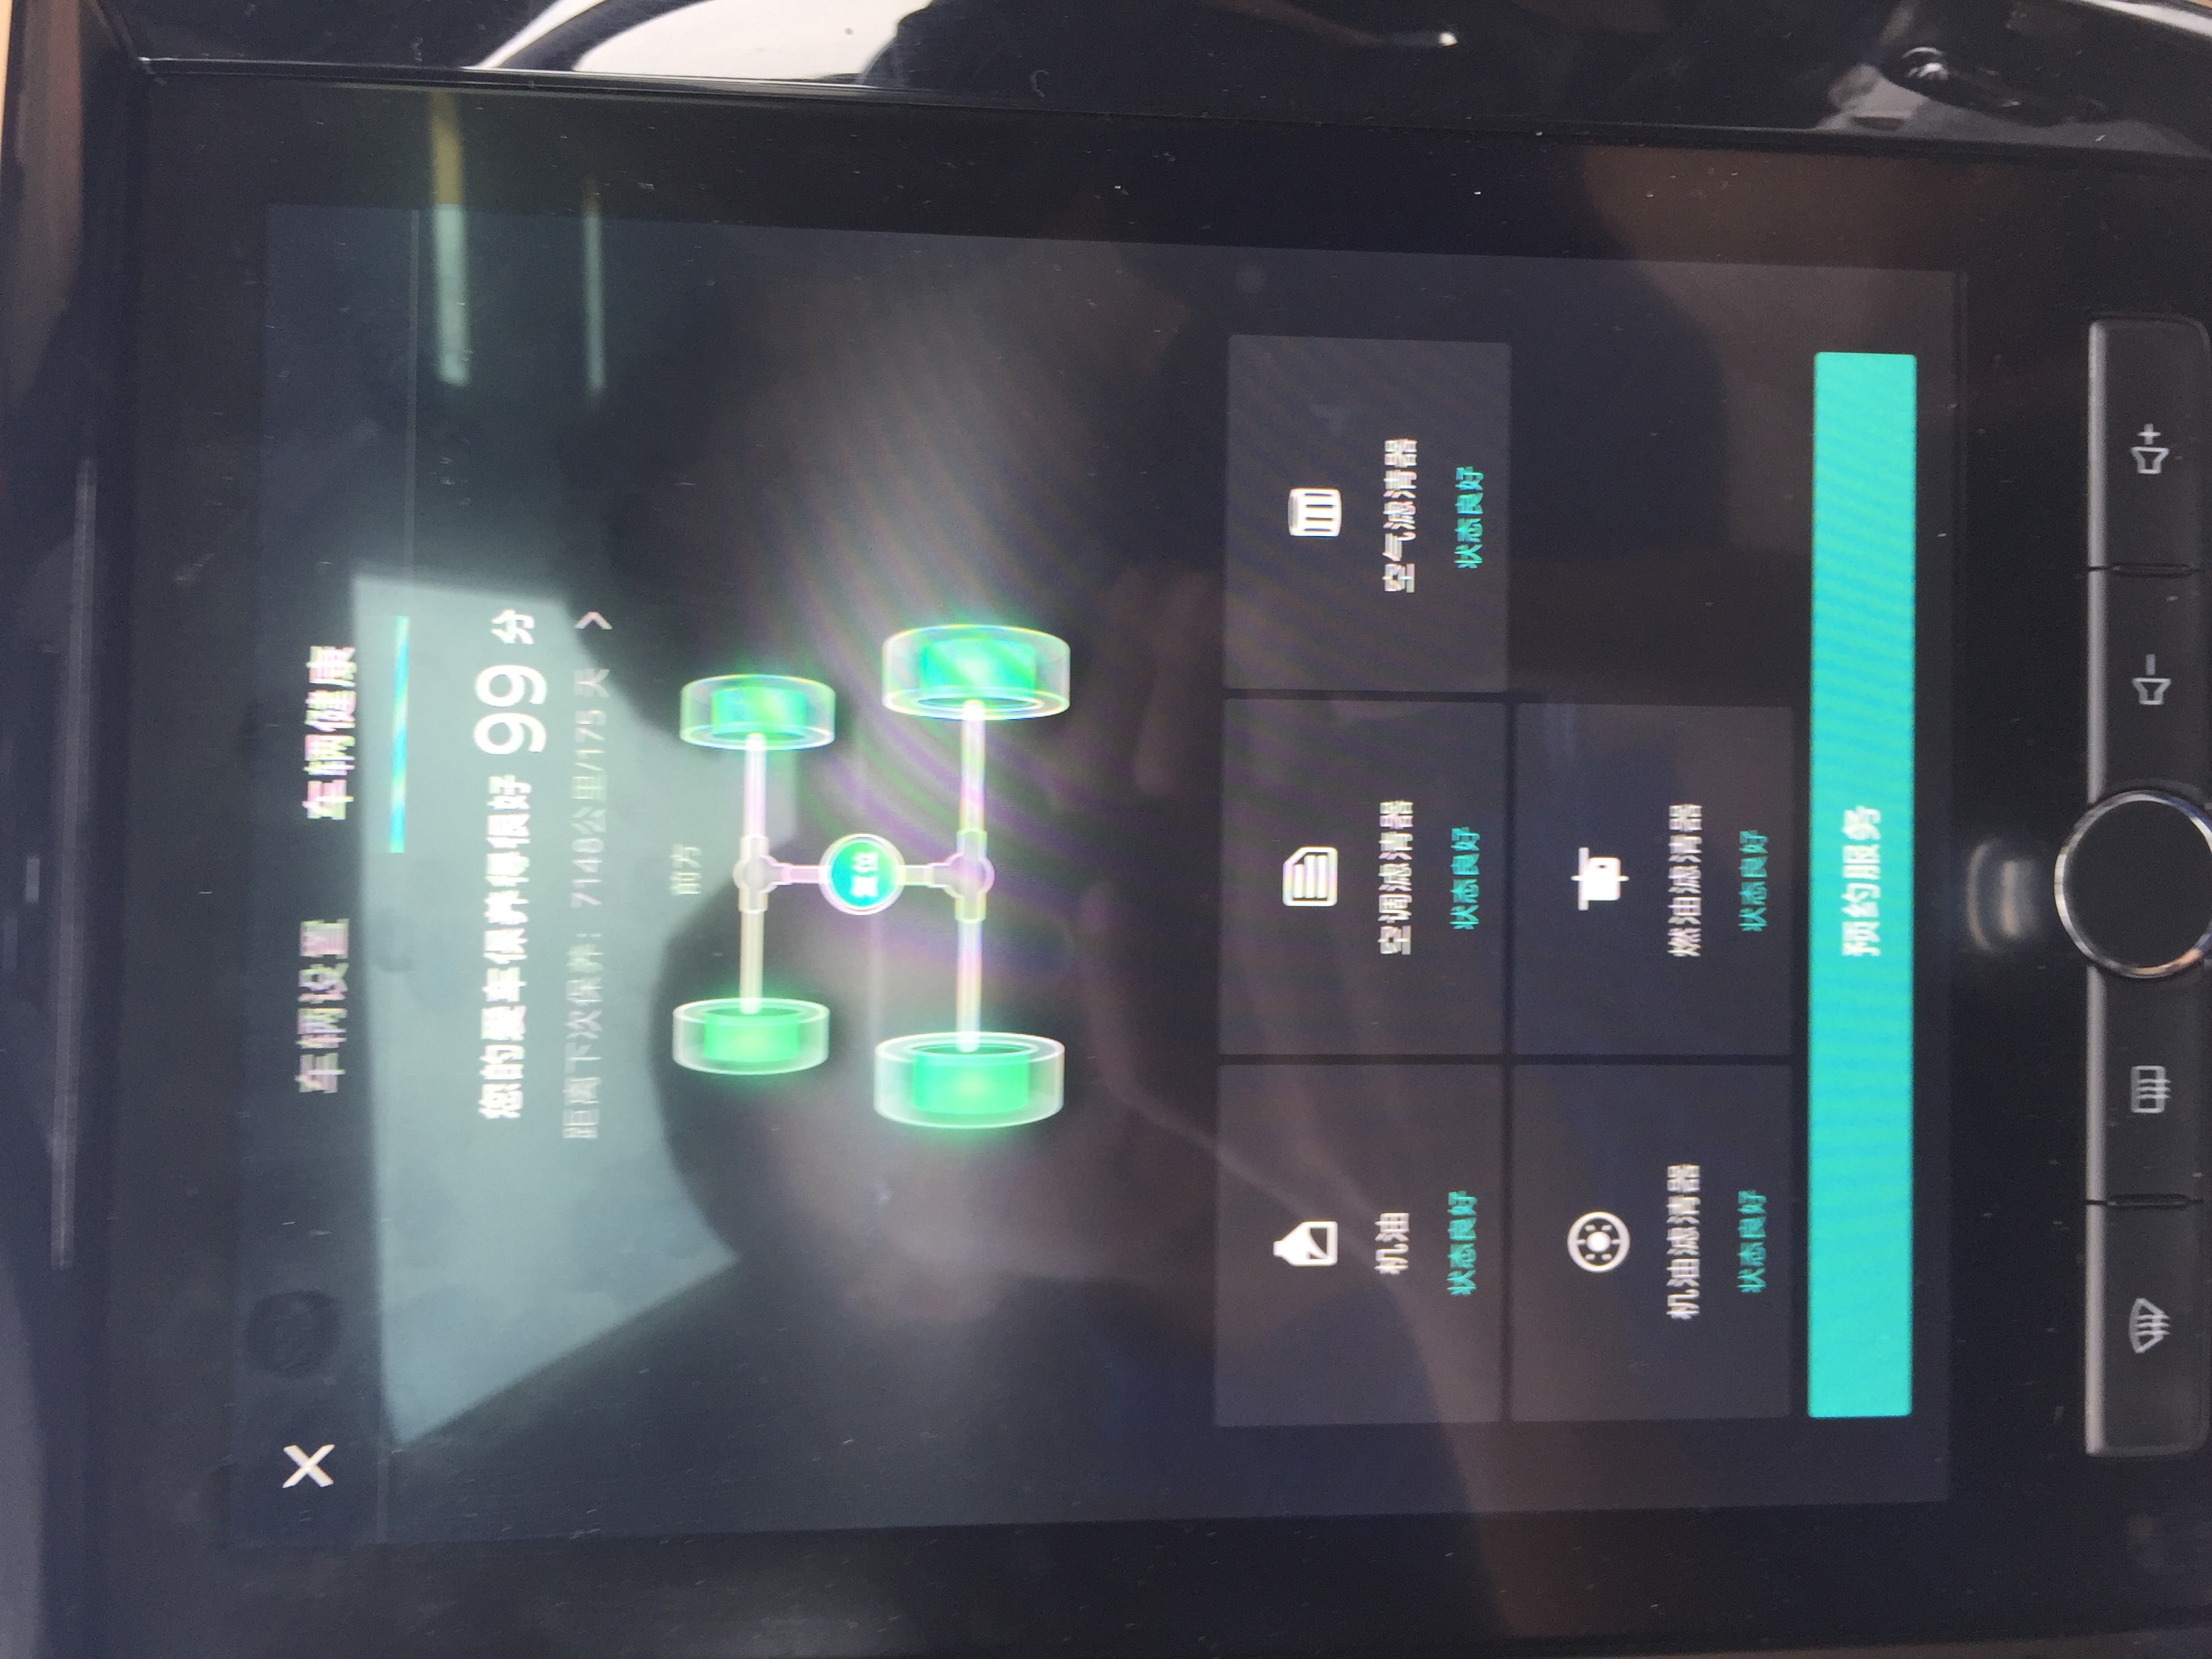 车辆设置 车辆健康
您的爱车保养得很好 99 分
距离下次保养：7148公里/175 天
前方
复位
机油 空调滤清器 空气滤清器
状态良好 状态良好 状态良好
机油滤清器 燃油滤清器
状态良好 状态良好
预约服务